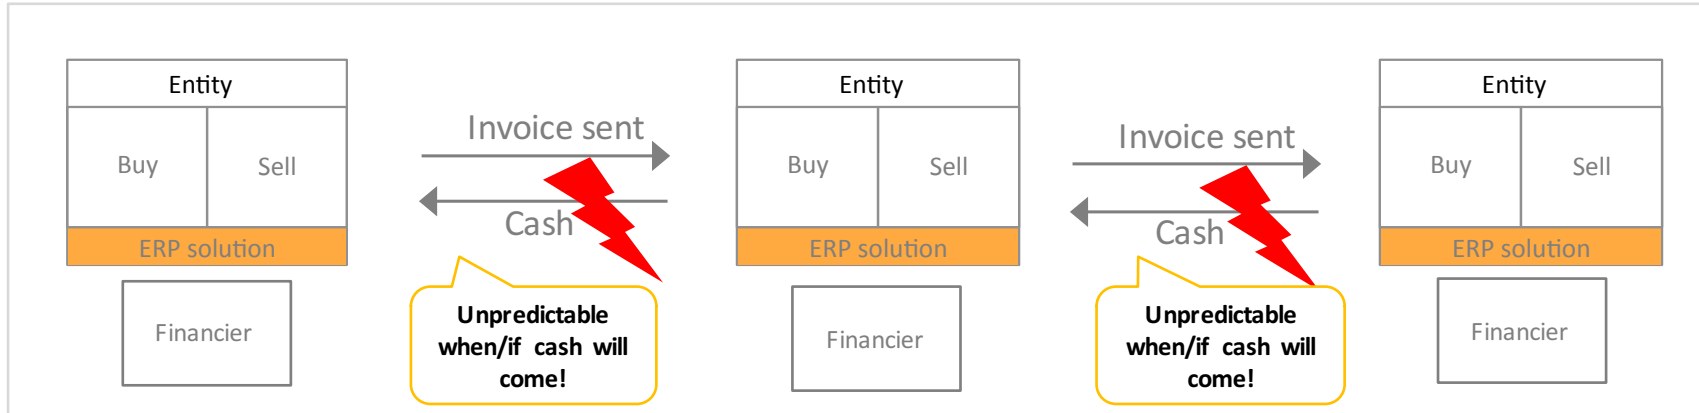 Entity
Buy
Sell
ERP solution
Financier
Invoice sent
Cash
Unpredictable
when/if cash will
come!
Entity
Buy
Sell
ERP solution
Financier
Invoice sent
Cash
Unpredictable
when/if cash will
come!
Entity
Buy
Sell
ERP solution
Financier